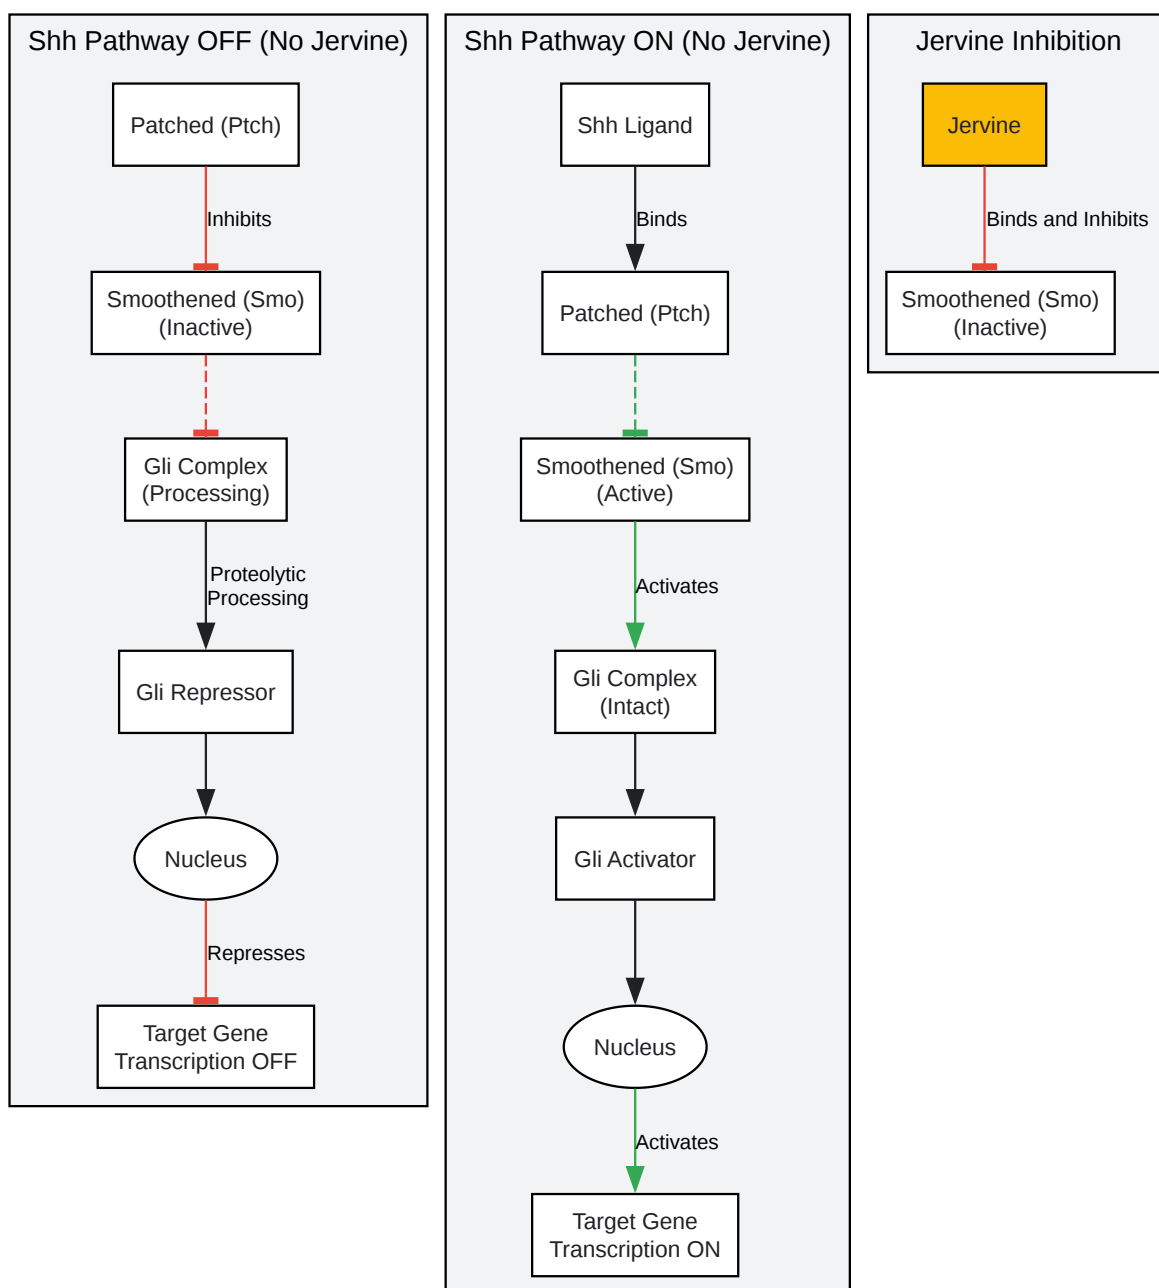 Shh Pathway OFF (No Jervine)
Patched (Ptch)
Inhibits
Smoothened (Smo)
(Inactive)
Gli Complex
(Processing)
Proteolytic
Processing
Gli Repressor
Nucleus
Represses
Target Gene
Transcription OFF
Shh Pathway ON (No Jervine)
Shh Ligand
Binds
Patched (Ptch)
Smoothened (Smo)
(Active)
Activates
Gli Complex
(Intact)
Gli Activator
Nucleus
Activates
Target Gene
Transcription ON
Jervine Inhibition
Jervine
Binds and Inhibits
Smoothened (Smo)
(Inactive)